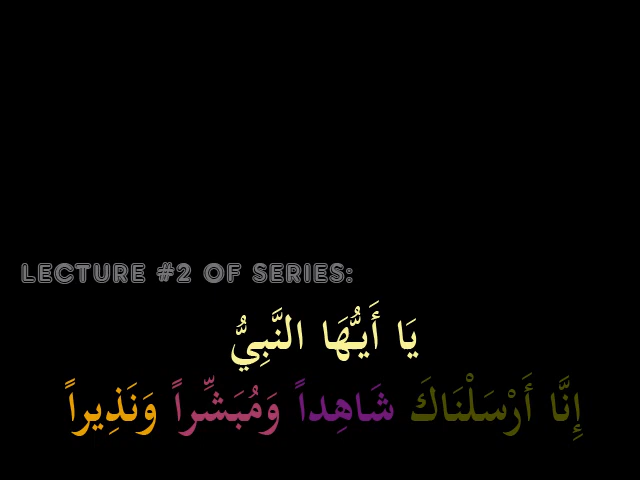 LECTURE #2 OF SERIES:
يَا أَيُّهَا النَّبِيُّ
إِنَّا أَرْسَلْنَاكَ شَاهِداً وَمُبَشِّراً وَنَذِيراً